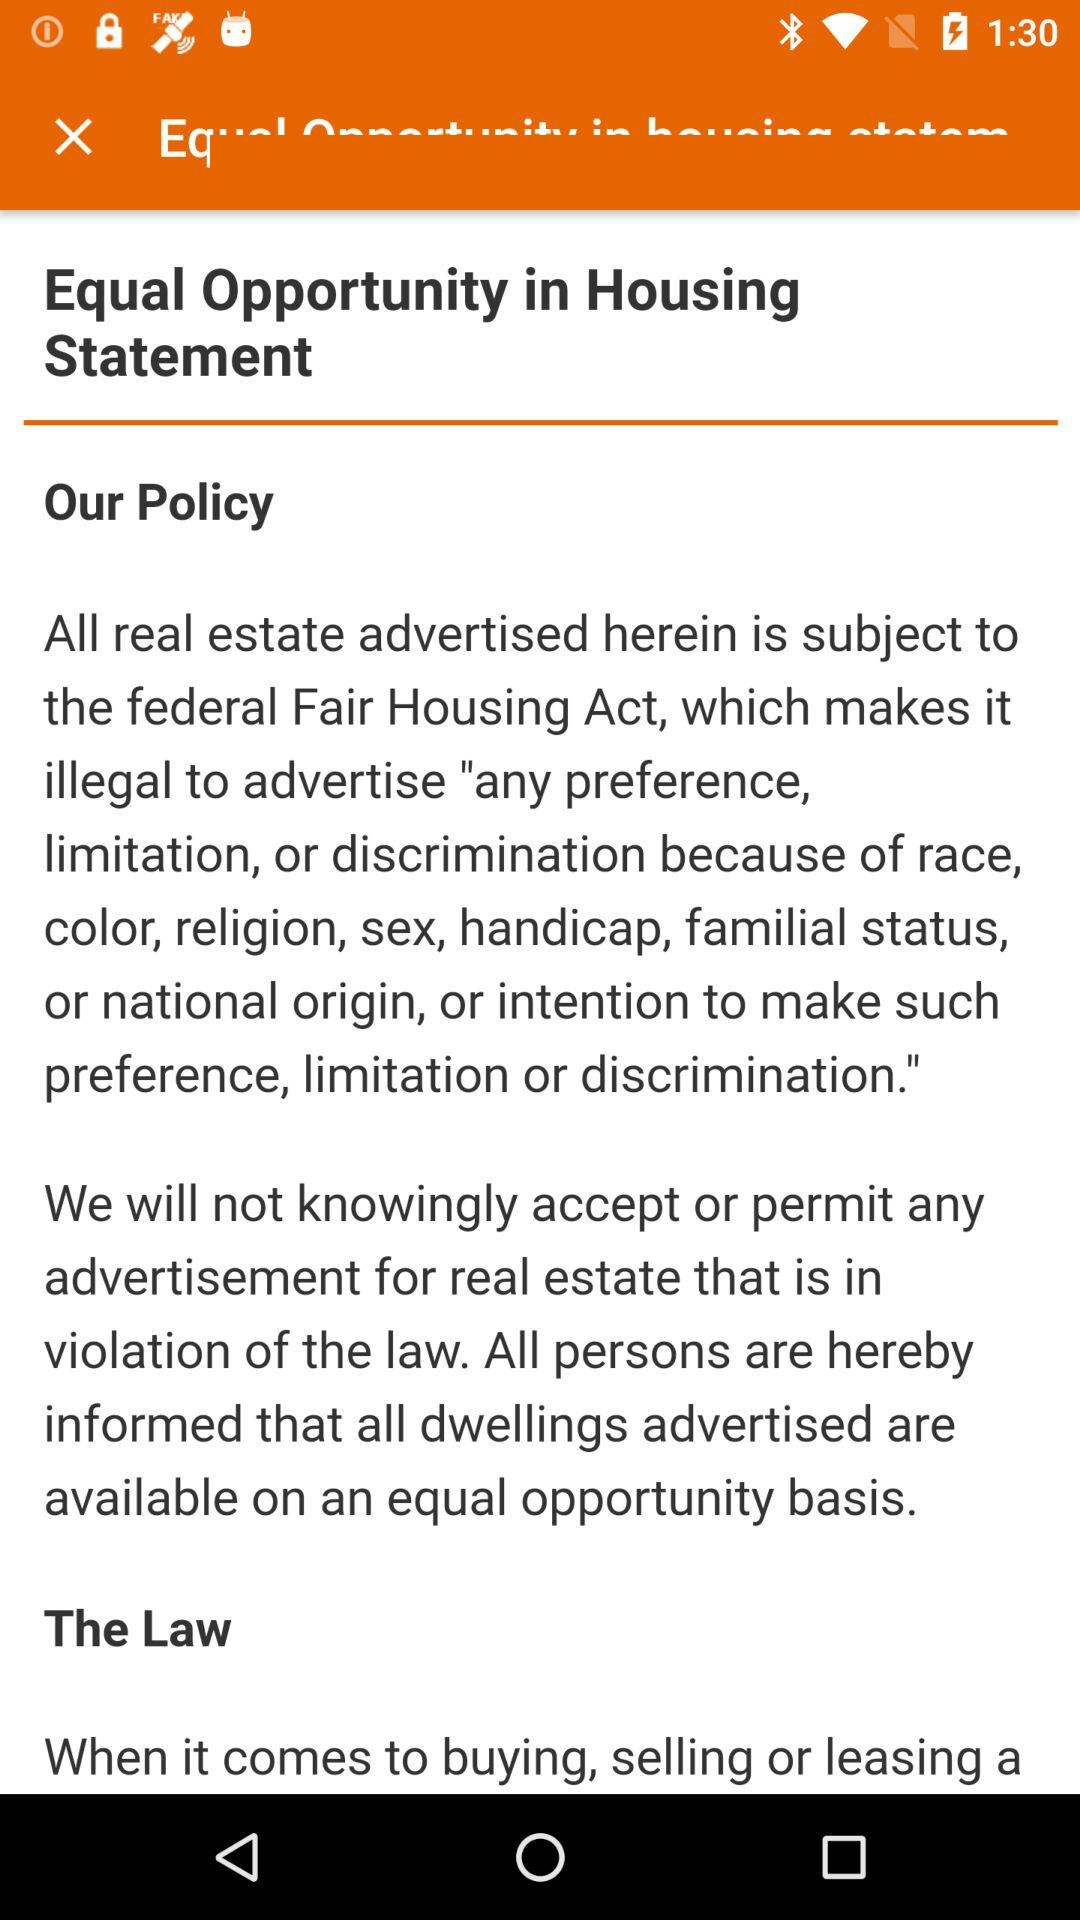 FAKE
1:30
Equal Opportunity in housing statem
Equal Opportunity in Housing
Statement
Our Policy
All real estate advertised herein is subject to
the federal Fair Housing Act, which makes it
illegal to advertise "any preference,
limitation, or discrimination because of race,
color, religion, sex, handicap, familial status,
or national origin, or intention to make such
preference, limitation or discrimination."
We will not knowingly accept or permit any
advertisement for real estate that is in
violation of the law. All persons are hereby
informed that all dwellings advertised are
available on an equal opportunity basis.
The Law
When it comes to buying, selling or leasing a